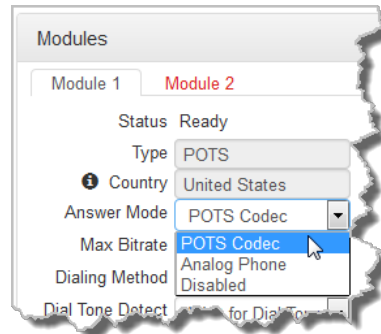 Modules
Module 1 Module 2
Status Ready
Type POTS
Country United States
Answer Mode POTS Codec
Max Bitrate POTS Codec
Analog Phone
Dialing Method
Disabled
Dial Tone Detect for Dial Tone